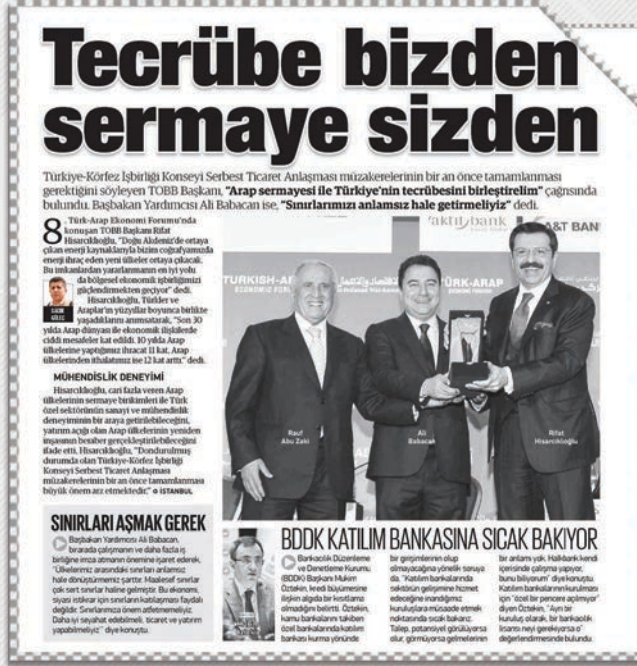 Tecrübe bizden
sermaye sizden
Türkiye-Körfez İşbirliği Konseyi Serbest Ticaret Anlaşması müzakerelerinin bir an önce tamamlanması
gerektiğini söyleyen TOBB Başkanı, "Arap sermayesi ile Türkiye'nin tecrübesini birleştirelim" çağrısında
bulundu. Başbakan Yardımcısı Ali Babacan ise, "Sınırlarımızı anlamsız hale getirmeliyiz" dedi.
8. Türk-Arap Ekonomi Forumu'nda
konuşan TOBB Başkanı Rifat
Hisarcıklıoğlu, "Doğu Akdeniz'de ortaya
çıkan enerji kaynaklarıyla bizim coğrafyamızda
enerji ihraç eden yeni ülkeler ortaya çıkacak.
Bu imkanlardan yararlanmanın en iyi yolu
da bölgesel ekonomik işbirliğimizi
güçlendirmekten geçiyor" dedi.
Hisarcıklıoğlu, Türkler ve
Araplar'ın yüzyıllar boyunca birlikte
yaşadıklarını anımsatarak, "Son 30
yılda Arap dünyası ile ekonomik ilişkilerde
ciddi mesafeler kat edildi. 10 yılda Arap
ülkelerine yaptığımız ihracat 11 kat, Arap
ülkelerinden ithalatımız ise 12 kat arttı." dedi.
MÜHENDİSLİK DENEYİMİ
Hisarcıklıoğlu, cari fazla veren Arap
ülkelerinin sermaye birikimleri ile Türk
özel sektörünün sanayi ve mühendislik
deneyiminin bir araya getirilebileceğini,
yatırım açığı olan Arap ülkelerinin yeniden
inşasının beraber gerçekleştirilebileceğini
ifade etti. Hisarcıklıoğlu, "Dondurulmuş
durumda olan Türkiye-Körfez İşbirliği
Konseyi Serbest Ticaret Anlaşması
müzakerelerinin bir an önce tamamlanması
büyük önem arz etmektedir." İSTANBUL
aktifbank
A&T BAN
TURKISH-AR
ECONOMIC FOR
TÜRK-ARAP
Rauf
Abu Zaki
Ali
Babacan
Rifat
Hisarcıklıoğlu
SINIRLARI AŞMAK GEREK
Başbakan Yardımcısı Ali Babacan,
birarada çalışmanın ve daha fazla iş
birliğine imza atmanın önemine işaret ederek,
"Ülkelerimiz arasındaki sınırları anlamsız
hale dönüştürmemiz şarttır. Maalesef sınırlar
çok sert sınırlar haline gelmiştir. Bu ekonomi,
siyasi istikrar için sınırların katılaşması faydalı
değildir. Sınırlarımıza önem atfetmemeliyiz.
Daha iyi seyahat edebilmeli, ticaret ve yatırım
yapabilmeliyiz" diye konuştu.
BDDK KATILIM BANKASINA SICAK BAKIYOR
Bankacılık Düzenleme
ve Denetleme Kurumu
(BDDK) Başkanı Mukim
Öztekin, kredi büyümesine
ilişkin algıda bir kısıtlama
olmadığını belirtti. Öztekin,
kamu bankalarını takiben
özel bankalarında katılım
bankası kurma yönünde
bir girişimlerinin olup
olmayacağına yönelik soruya
da, "Katılım bankalarında
sektörün gelişimine hizmet
edeceğine inandığımız
kuruluşlara müsaade etmek
noktasında sıcak bakarız.
Talep, potansiyel görülüyorsa
olur, görmüyorsa gelmelerinin
bir anlamı yok. Halkbank kendi
içerisinde çalışma yapıyor,
bunu biliyorum" diye konuştu.
Katılım bankalarının kurulması
için "özel bir pencere açılmıyor"
diyen Öztekin, "Ayrı bir
kuruluş olarak, bir bankacılık
lisansı neyi gerekiyorsa o"
değerlendirmesinde bulundu.